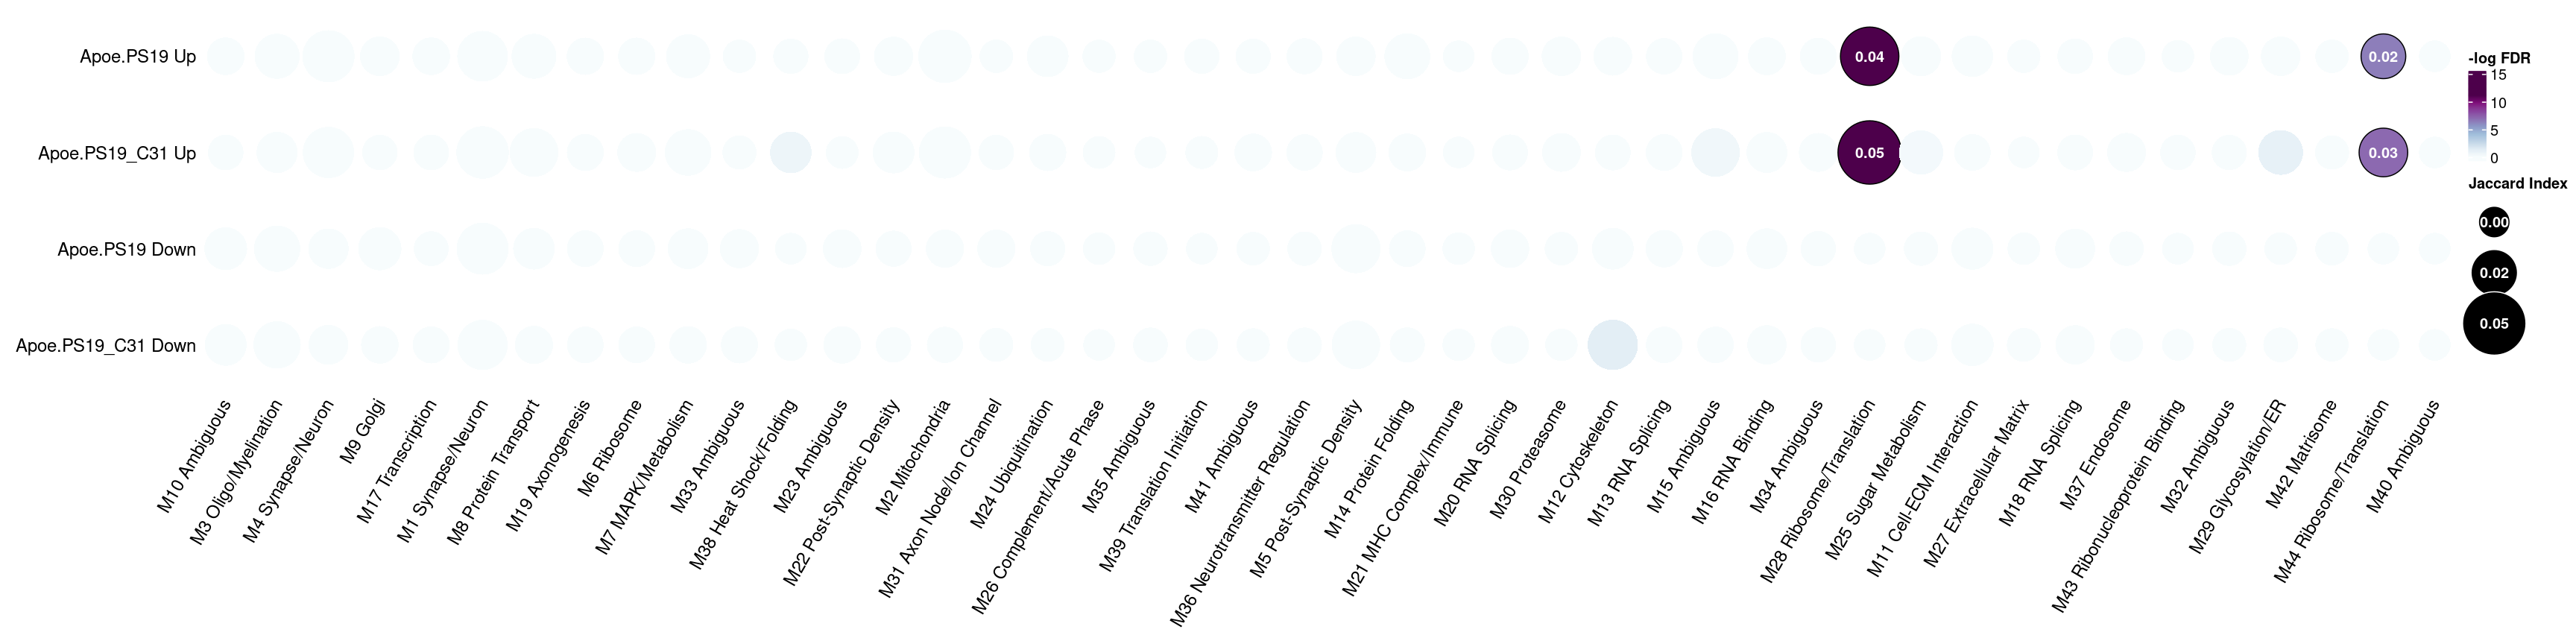 Apoe.PS19 Up
0.04
0.02
Apoe.PS19_C31 Up
0.05
0.03
Apoe.PS19 Down
Apoe.PS19_C31 Down
M10 Ambiguous
M3 Oligo/Myelination
M4 Synapse/Neuron
M9 Golgi
M17 Transcription
M1 Synapse/Neuron
M8 Protein Transport
M19 Axonogenesis
M6 Ribosome
M7 MAPK/Metabolism
M33 Ambiguous
M38 Heat Shock/Folding
M23 Ambiguous
M22 Post-Synaptic Density
M2 Mitochondria
M31 Axon Node/Ion Channel
M24 Ubiquitination
M26 Complement/Acute Phase
M35 Ambiguous
M39 Translation Initiation
M41 Ambiguous
M36 Neurotransmitter Regulation
M5 Post-Synaptic Density
M14 Protein Folding
M21 MHC Complex/Immune
M20 RNA Splicing
M30 Proteasome
M12 Cytoskeleton
M13 RNA Splicing
M15 Ambiguous
M16 RNA Binding
M34 Ambiguous
M28 Ribosome/Translation
M25 Sugar Metabolism
M11 Cell-ECM Interaction
M27 Extracellular Matrix
M18 RNA Splicing
M37 Endosome
M43 Ribonucleoprotein Binding
M32 Ambiguous
M29 Glycosylation/ER
M42 Matrisome
M44 Ribosome/Translation
M40 Ambiguous
-log FDR
15
10
5
0
Jaccard Index
0.00
0.02
0.05